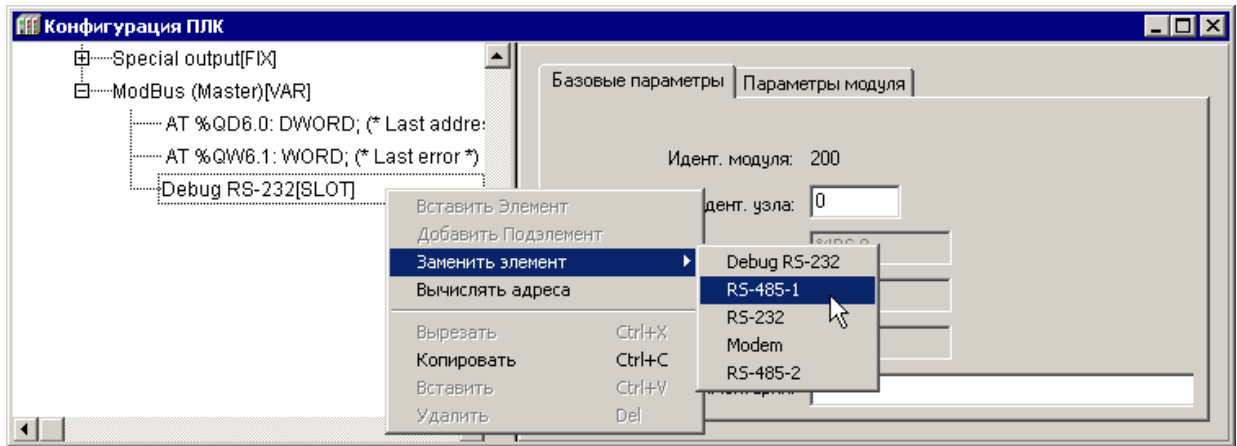 Конфигурация ПЛК
Special output[FIX]
ModBus (Master)[VAR]
AT %QD6.0: DWORD; (* Last addre
AT %QW6.1: WORD; (* Last error *)
Debug RS-232[SLOT]
Базовые параметры
Параметры модуля
Идент. модуля: 200
дент. узла: 0
Вставить Элемент
Добавить Подэлемент
Заменить элемент
Вычислять адреса
Вырезать Ctrl+X
Копировать Ctrl+C
Вставить Ctrl+V
Удалить Del
Debug RS-232
RS-485-1
RS-232
Modem
RS-485-2